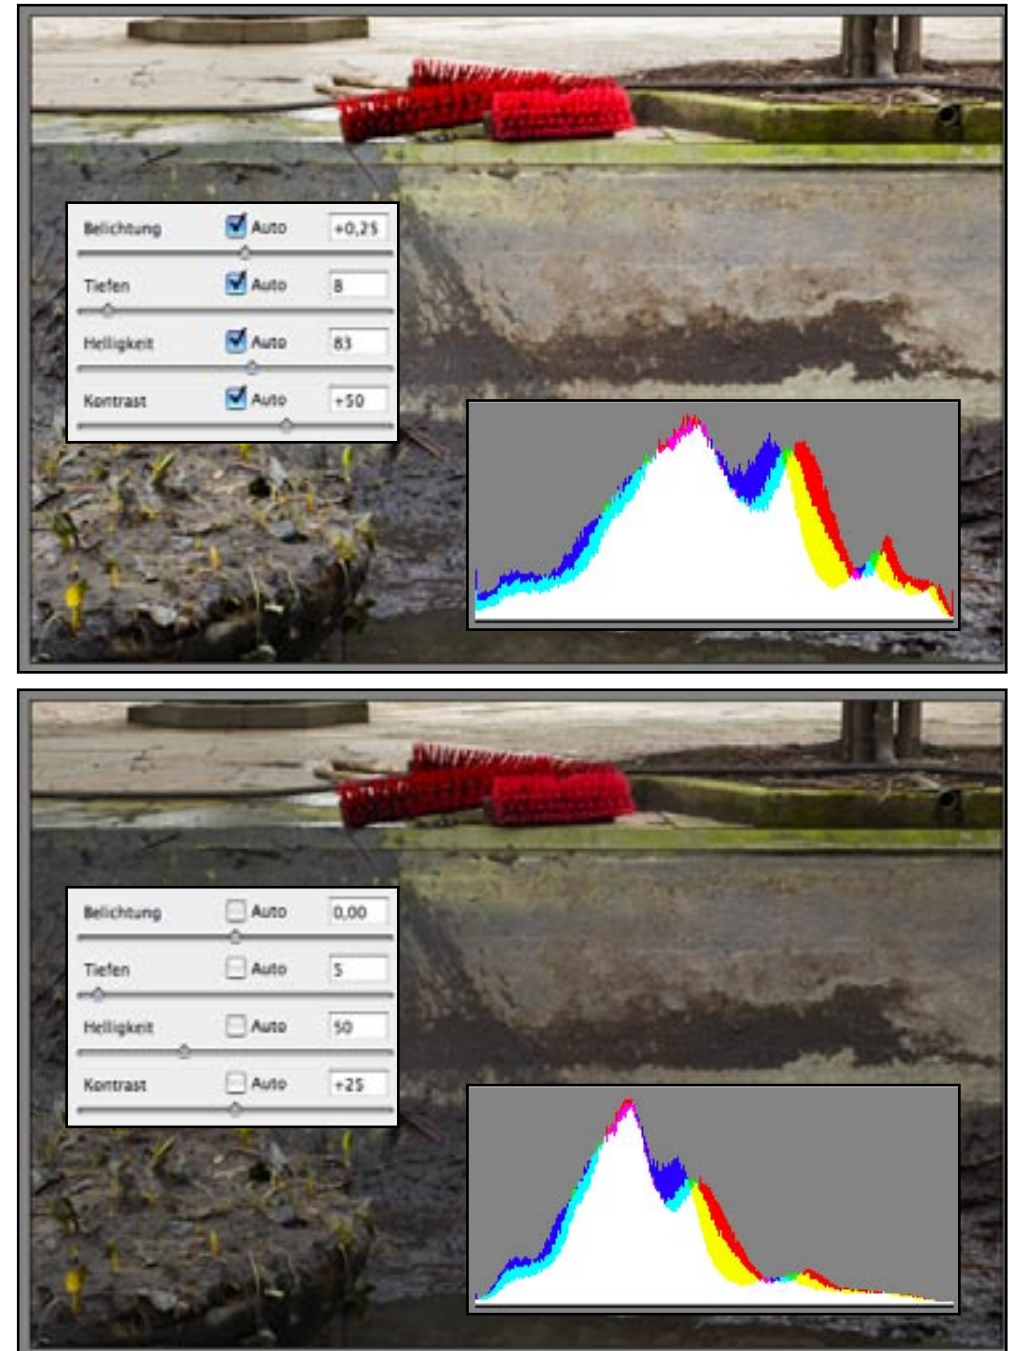 Belichtung Auto +0,25
Tiefen Auto 8
Helligkeit Auto 83
Kontrast Auto +50
Belichtung Auto 0,00
Tiefen Auto 5
Helligkeit Auto 50
Kontrast Auto +25